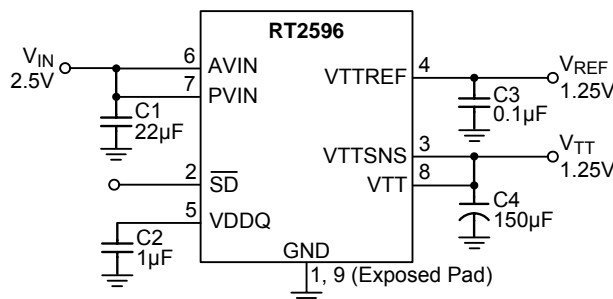 RT2596
VIN
2.5V
6
AVIN
7
PVIN
C1
22µF
2
SD
5
VDDQ
C2
1µF
VTTREF
4
VREF
1.25V
C3
0.1µF
VTTSNS
3
VTT
1.25V
VTT
8
C4
150µF
GND
1, 9 (Exposed Pad)